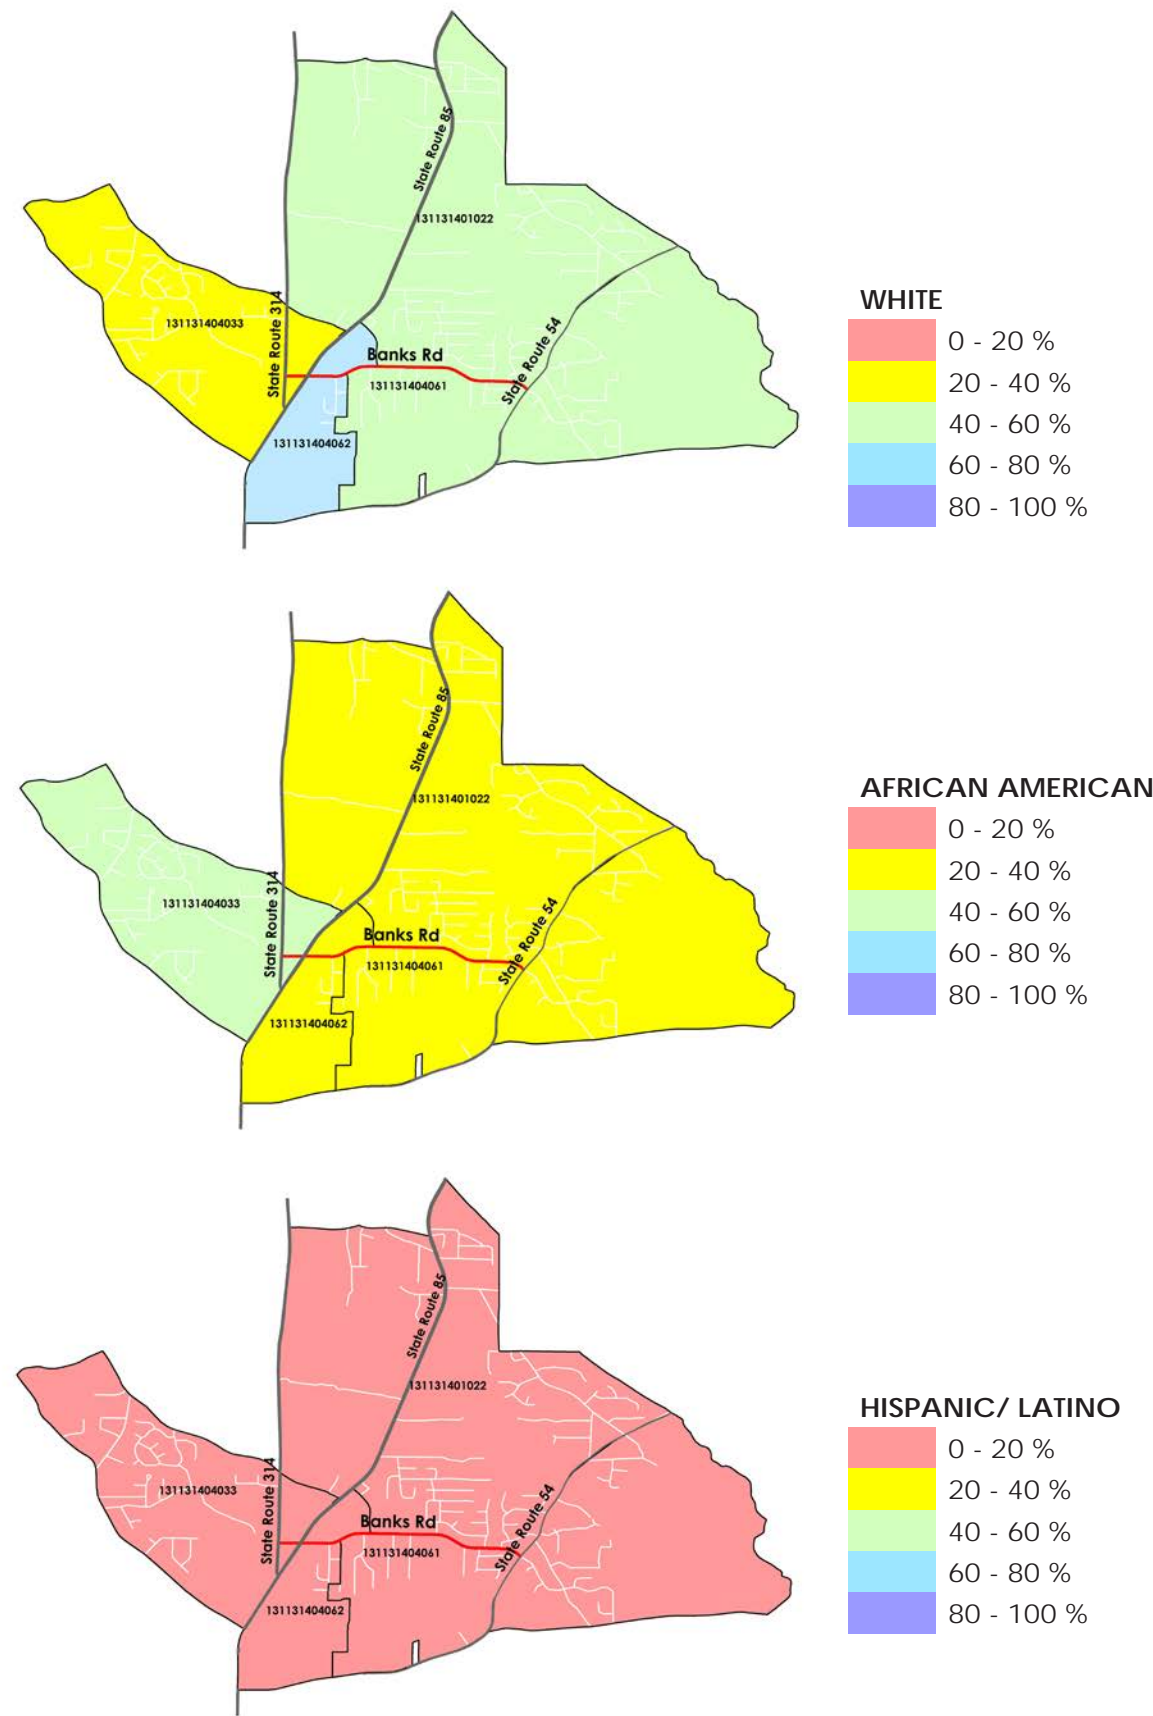 State Route 85
131131401022
131131404033
State Route 314
Banks Rd
State Route 54
131131404061
131131404062
WHITE
0 - 20 %
20 - 40 %
40 - 60 %
60 - 80 %
80 - 100 %
State Route 85
131131401022
131131404033
State Route 314
Banks Rd
State Route 54
131131404061
131131404062
AFRICAN AMERICAN
0 - 20 %
20 - 40 %
40 - 60 %
60 - 80 %
80 - 100 %
State Route 85
131131401022
131131404033
State Route 314
Banks Rd
State Route 54
131131404061
131131404062
HISPANIC/ LATINO
0 - 20 %
20 - 40 %
40 - 60 %
60 - 80 %
80 - 100 %